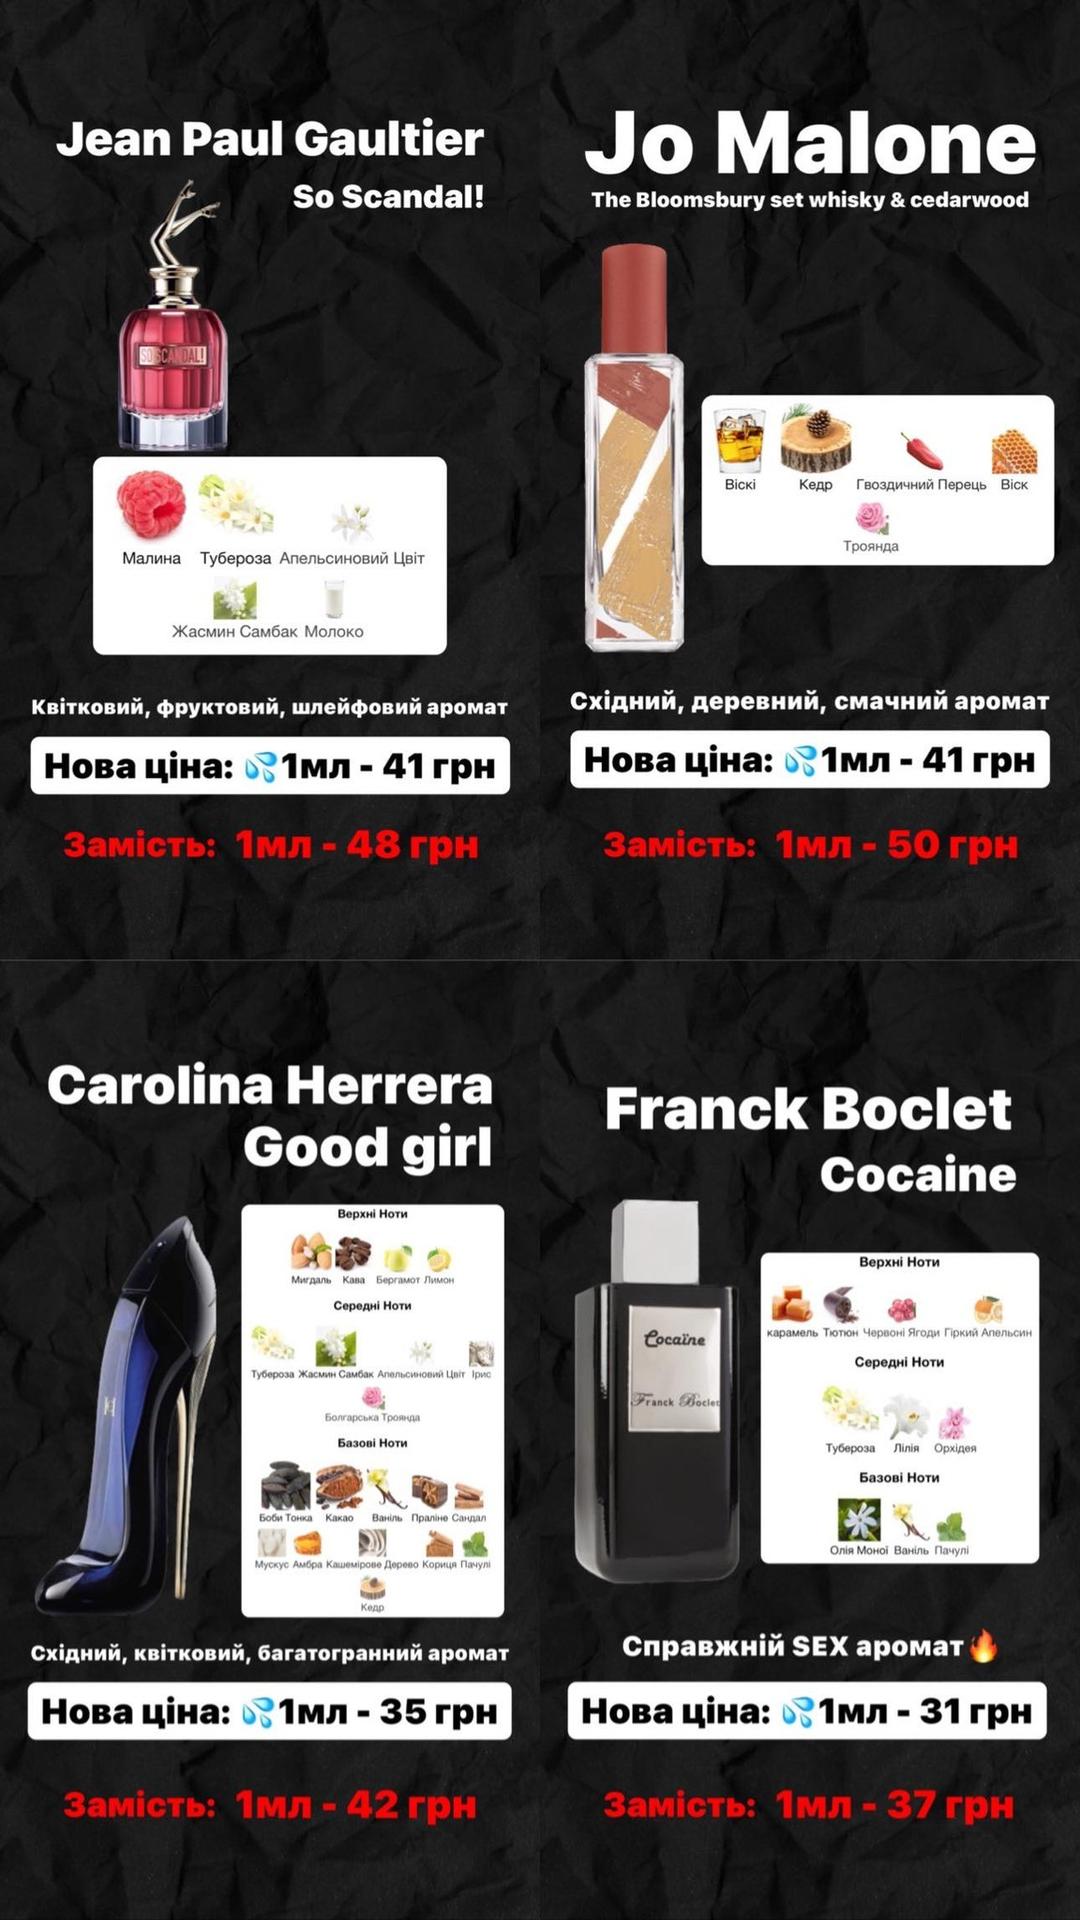 Jean Paul Gaultier
So Scandal!
SO SCANDAL!
Малина Тубероза Апельсиновий Цвіт
Жасмин Самбак Молоко
Квітковий, фруктовий, шлейфовий аромат
Нова ціна: 💦1мл - 41 грн
Замість: 1мл - 48 грн
Jo Malone
The Bloomsbury set whisky & cedarwood
Віскі Кедр Гвоздичний Перець Віск
Троянда
Східний, деревний, смачний аромат
Нова ціна: 💦1мл - 41 грн
Замість: 1мл - 50 грн
Carolina Herrera
Good girl
Верхні Ноти
Мигдаль Кава Бергамот Лимон
Середні Ноти
Тубероза Жасмин Самбак Апельсиновий Цвіт Ірис
Болгарська Троянда
Базові Ноти
Боби Тонка Какао Ваніль Праліне Сандал
Мускус Амбра Кашемірове Дерево Кориця Пачулі
Кедр
Східний, квітковий, багатогранний аромат
Нова ціна: 💦1мл - 35 грн
Замість: 1мл - 42 грн
Franck Boclet
Cocaine
Cocaïne
Franck Boclet
Верхні Ноти
карамель Тютюн Червоні Ягоди Гіркий Апельсин
Середні Ноти
Тубероза Лілія Орхідея
Базові Ноти
Олія Моної Ваніль Пачулі
Справжній SEX аромат🔥
Нова ціна: 💦1мл - 31 грн
Замість: 1мл - 37 грн